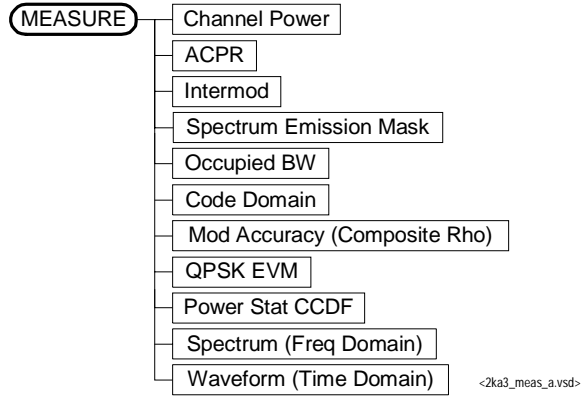 MEASURE
Channel Power
ACPR
Intermod
Spectrum Emission Mask
Occupied BW
Code Domain
Mod Accuracy (Composite Rho)
QPSK EVM
Power Stat CCDF
Spectrum (Freq Domain)
Waveform (Time Domain)
<2ka3_meas_a.vsd>